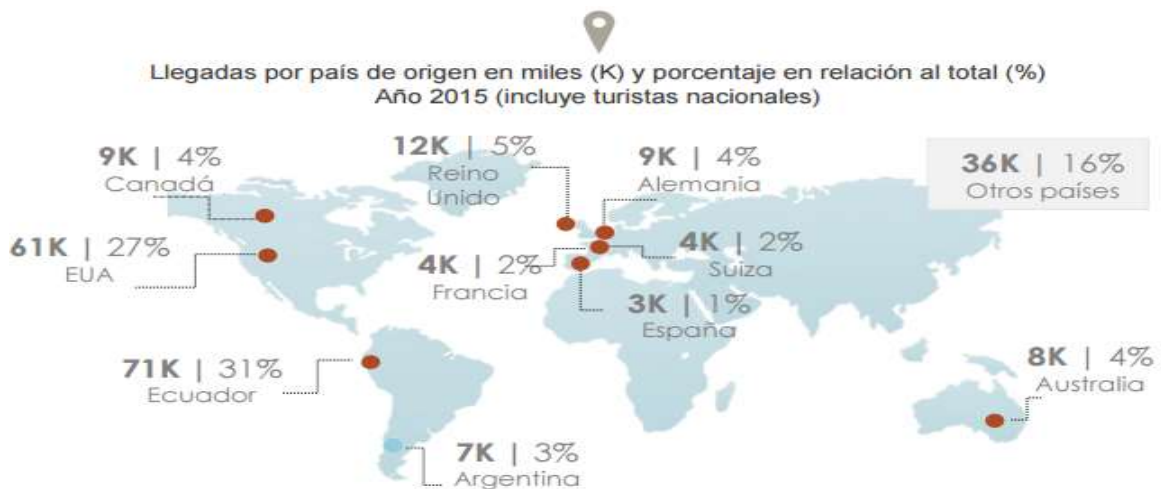 Llegadas por país de origen en miles (K) y porcentaje en relación al total (%)
Año 2015 (incluye turistas nacionales)
9K | 4%
Canadá
12K | 5%
Reino
Unido
9K | 4%
Alemania
36K | 16%
Otros países
61K | 27%
EUA
4K | 2%
Francia
4K | 2%
Suiza
3K | 1%
España
71K | 31%
Ecuador
8K | 4%
Australia
7K | 3%
Argentina